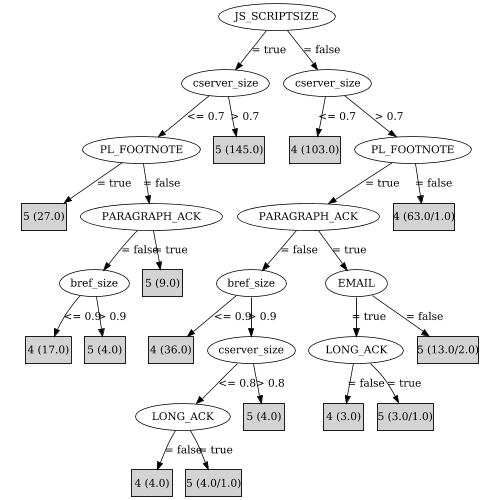 JS_SCRIPTSIZE
= true
= false
cserver_size
cserver_size
<= 0.7
> 0.7
<= 0.7
> 0.7
PL_FOOTNOTE
5 (145.0)
4 (103.0)
PL_FOOTNOTE
= true
= false
= true
= false
5 (27.0)
PARAGRAPH_ACK
PARAGRAPH_ACK
4 (63.0/1.0)
= false
= true
= false
= true
bref_size
5 (9.0)
bref_size
EMAIL
<= 0.9
> 0.9
<= 0.9
> 0.9
= true
= false
4 (17.0)
5 (4.0)
4 (36.0)
cserver_size
LONG_ACK
5 (13.0/2.0)
<= 0.8
> 0.8
= false
= true
LONG_ACK
5 (4.0)
4 (3.0)
5 (3.0/1.0)
= false
= true
4 (4.0)
5 (4.0/1.0)